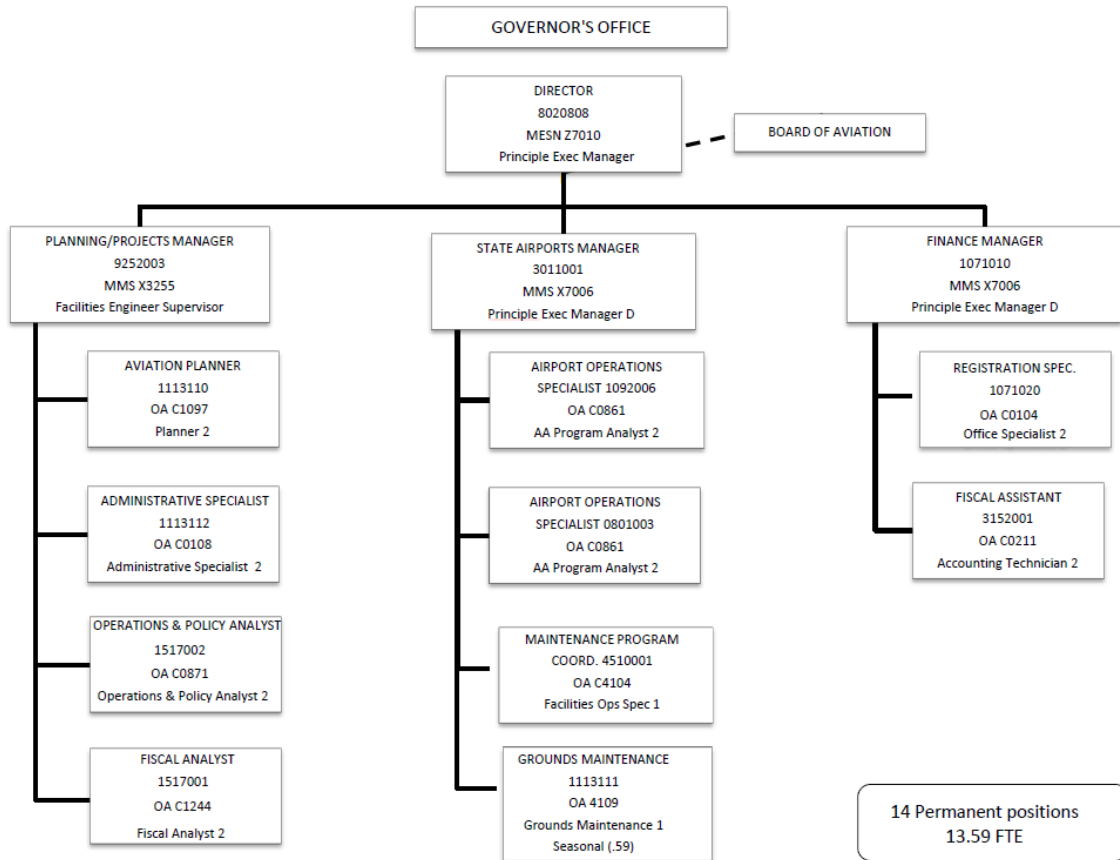 GOVERNOR'S OFFICE
DIRECTOR
8020808
MESN Z7010
Principle Exec Manager
BOARD OF AVIATION
PLANNING/PROJECTS MANAGER
9252003
MMS X3255
Facilities Engineer Supervisor
AVIATION PLANNER
1113110
OA C1097
Planner 2
ADMINISTRATIVE SPECIALIST
1113112
OA C0108
Administrative Specialist 2
OPERATIONS & POLICY ANALYST
1517002
OA C0871
Operations & Policy Analyst 2
FISCAL ANALYST
1517001
OA C1244
Fiscal Analyst 2
STATE AIRPORTS MANAGER
3011001
MMS X7006
Principle Exec Manager D
AIRPORT OPERATIONS
SPECIALIST 1092006
OA C0861
AA Program Analyst 2
AIRPORT OPERATIONS
SPECIALIST 0801003
OA C0861
AA Program Analyst 2
MAINTENANCE PROGRAM
COORD. 4510001
OA C4104
Facilities Ops Spec 1
GROUNDS MAINTENANCE
1113111
OA 4109
Grounds Maintenance 1
Seasonal (.59)
FINANCE MANAGER
1071010
MMS X7006
Principle Exec Manager D
REGISTRATION SPEC.
1071020
OA C0104
Office Specialist 2
FISCAL ASSISTANT
3152001
OA C0211
Accounting Technician 2
14 Permanent positions
13.59 FTE